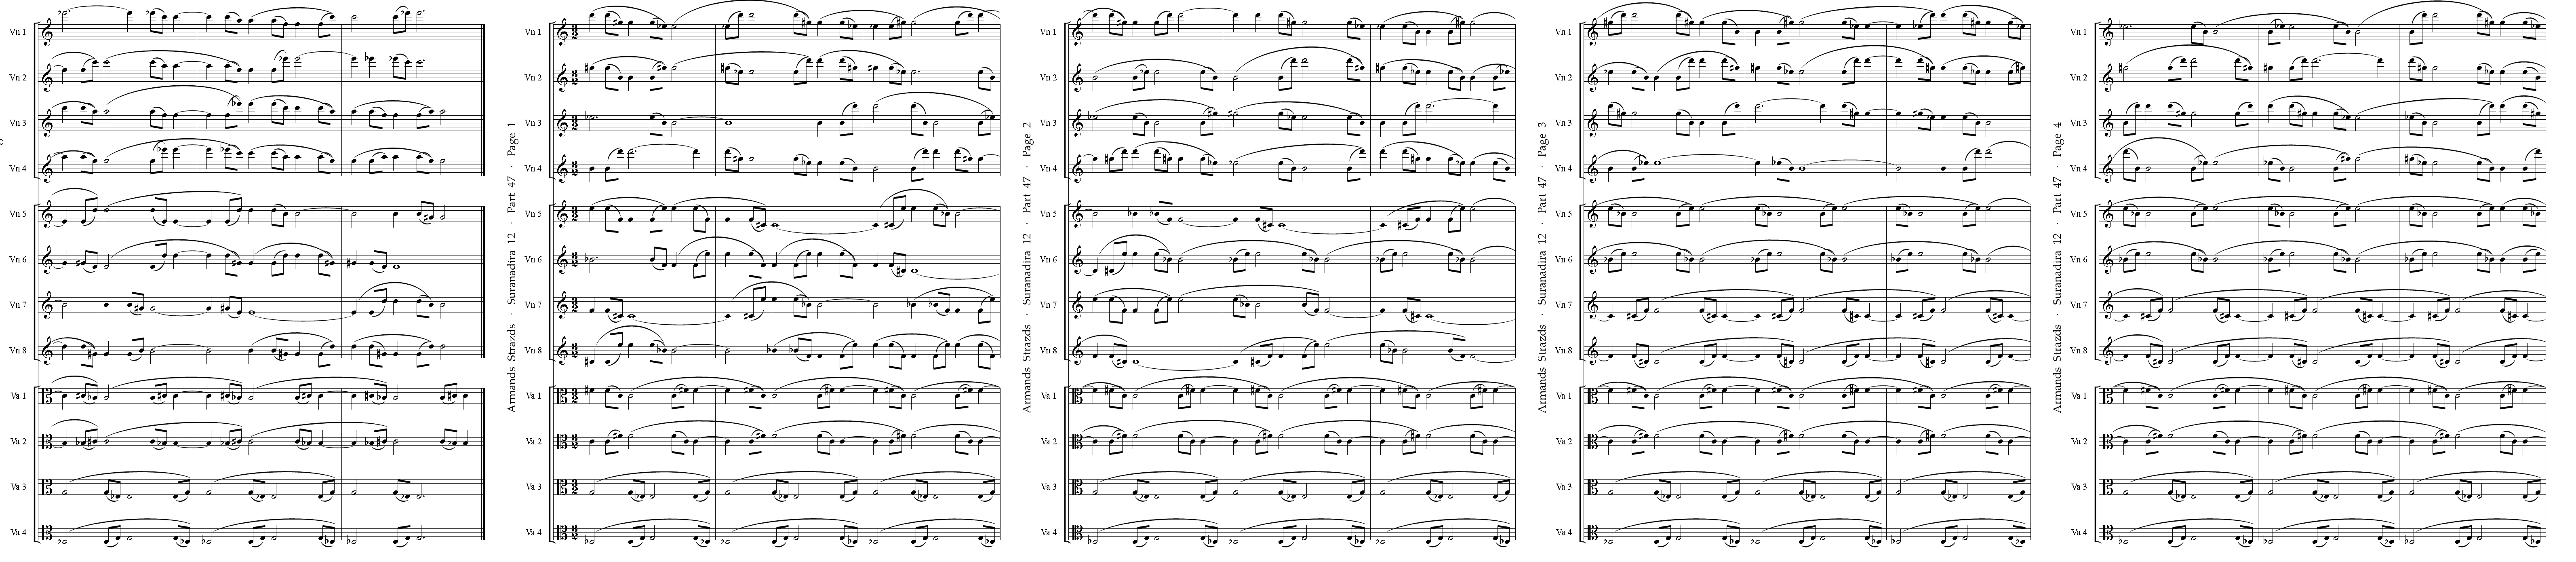 Vn 1
Vn 2
Vn 3
Vn 4
Vn 5
Vn 6
Vn 7
Vn 8
Va 1
Va 2
Va 3
Va 4
Armands Strazds · Suranadira 12 · Part 47 · Page 1
Vn 1
Vn 2
Vn 3
Vn 4
Vn 5
Vn 6
Vn 7
Vn 8
Va 1
Va 2
Va 3
Va 4
Armands Strazds · Suranadira 12 · Part 47 · Page 2
Vn 1
Vn 2
Vn 3
Vn 4
Vn 5
Vn 6
Vn 7
Vn 8
Va 1
Va 2
Va 3
Va 4
Armands Strazds · Suranadira 12 · Part 47 · Page 3
Vn 1
Vn 2
Vn 3
Vn 4
Vn 5
Vn 6
Vn 7
Vn 8
Va 1
Va 2
Va 3
Va 4
Armands Strazds · Suranadira 12 · Part 47 · Page 4
Vn 1
Vn 2
Vn 3
Vn 4
Vn 5
Vn 6
Vn 7
Vn 8
Va 1
Va 2
Va 3
Va 4